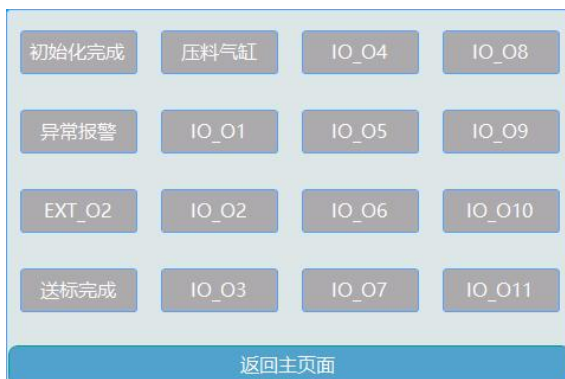 初始化完成 压料气缸 IO_O4 IO_O8
异常报警 IO_O1 IO_O5 IO_O9
EXT_O2 IO_O2 IO_O6 IO_O10
送标完成 IO_O3 IO_O7 IO_O11
返回主页面